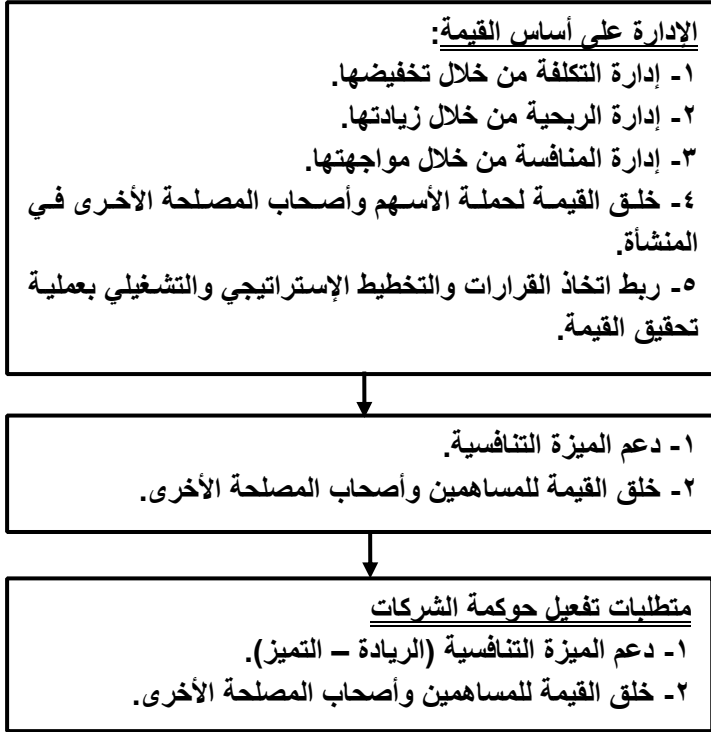 الإدارة على أساس القيمة:
١- إدارة التكلفة من خلال تخفيضها.
٢- إدارة الربحية من خلال زيادتها.
٣- إدارة المنافسة من خلال مواجهتها.
٤- خلق القيمة لحملة الأسهم وأصحاب المصلحة الأخرى في
المنشأة.
٥- ربط اتخاذ القرارات والتخطيط الإستراتيجي والتشغيلي بعملية
تحقيق القيمة.
١- دعم الميزة التنافسية.
٢- خلق القيمة للمساهمين وأصحاب المصلحة الأخرى.
متطلبات تفعيل حوكمة الشركات
١- دعم الميزة التنافسية (الريادة – التميز).
٢- خلق القيمة للمساهمين وأصحاب المصلحة الأخرى.